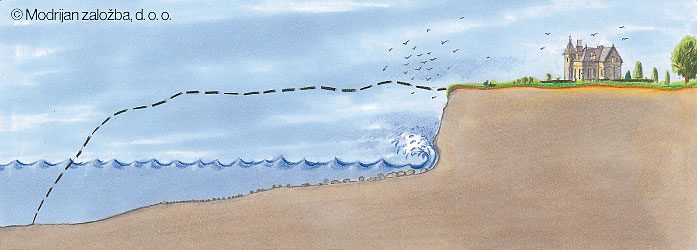 © Modrijan založba, d. o. o.